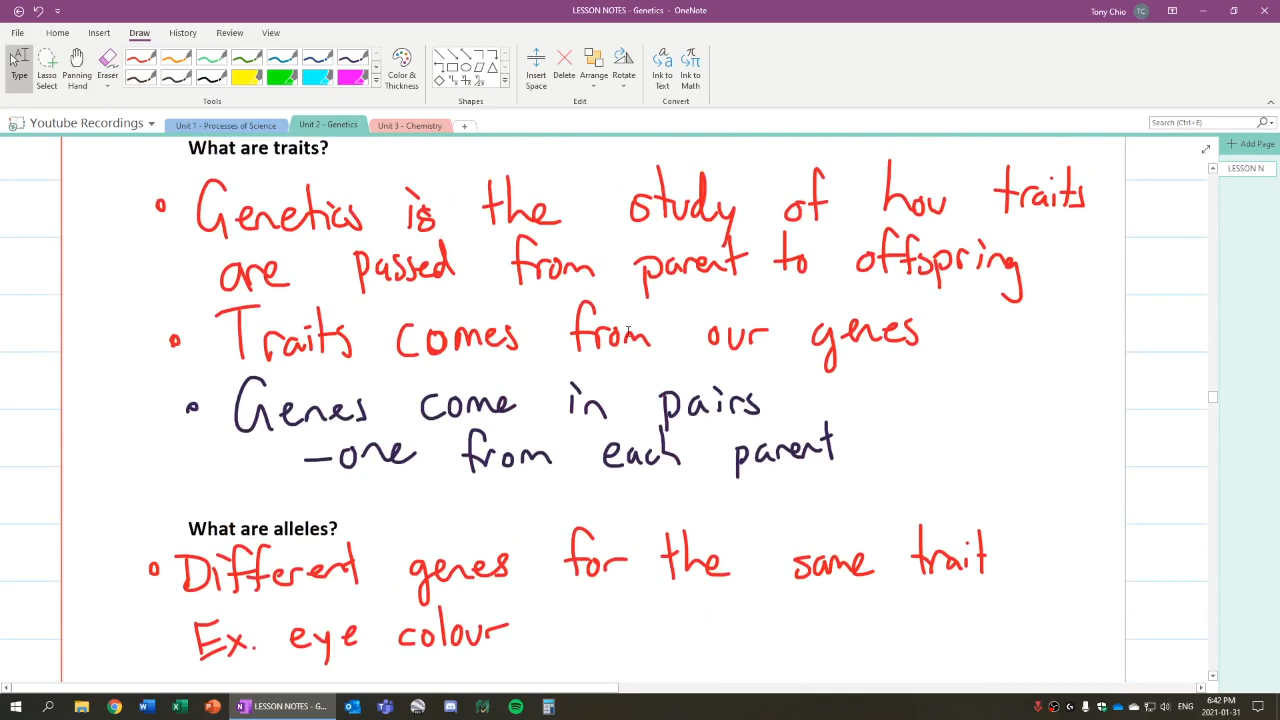 LESSON NOTES - Genetics - OneNote
Tony Chio TC
File Home Insert Draw History Review View
Type Lasso Select Panning Hand Eraser Color & Thickness Insert Space Delete Arrange Rotate Ink to Text Ink to Math
Tools Shapes Edit Convert
Youtube Recordings Unit 1 - Processes of Science Unit 2 - Genetics Unit 3 - Chemistry Search (Ctrl+E)
Add Page
LESSON N
What are traits?
• Genetics is the study of how traits
are passed from parent to offspring
• Traits comes from our genes
• Genes come in pairs
- one from each parent
What are alleles?
• Different genes for the same trait
Ex. eye colour
LESSON NOTES - G...
ENG
6:42 PM
2021-01-31